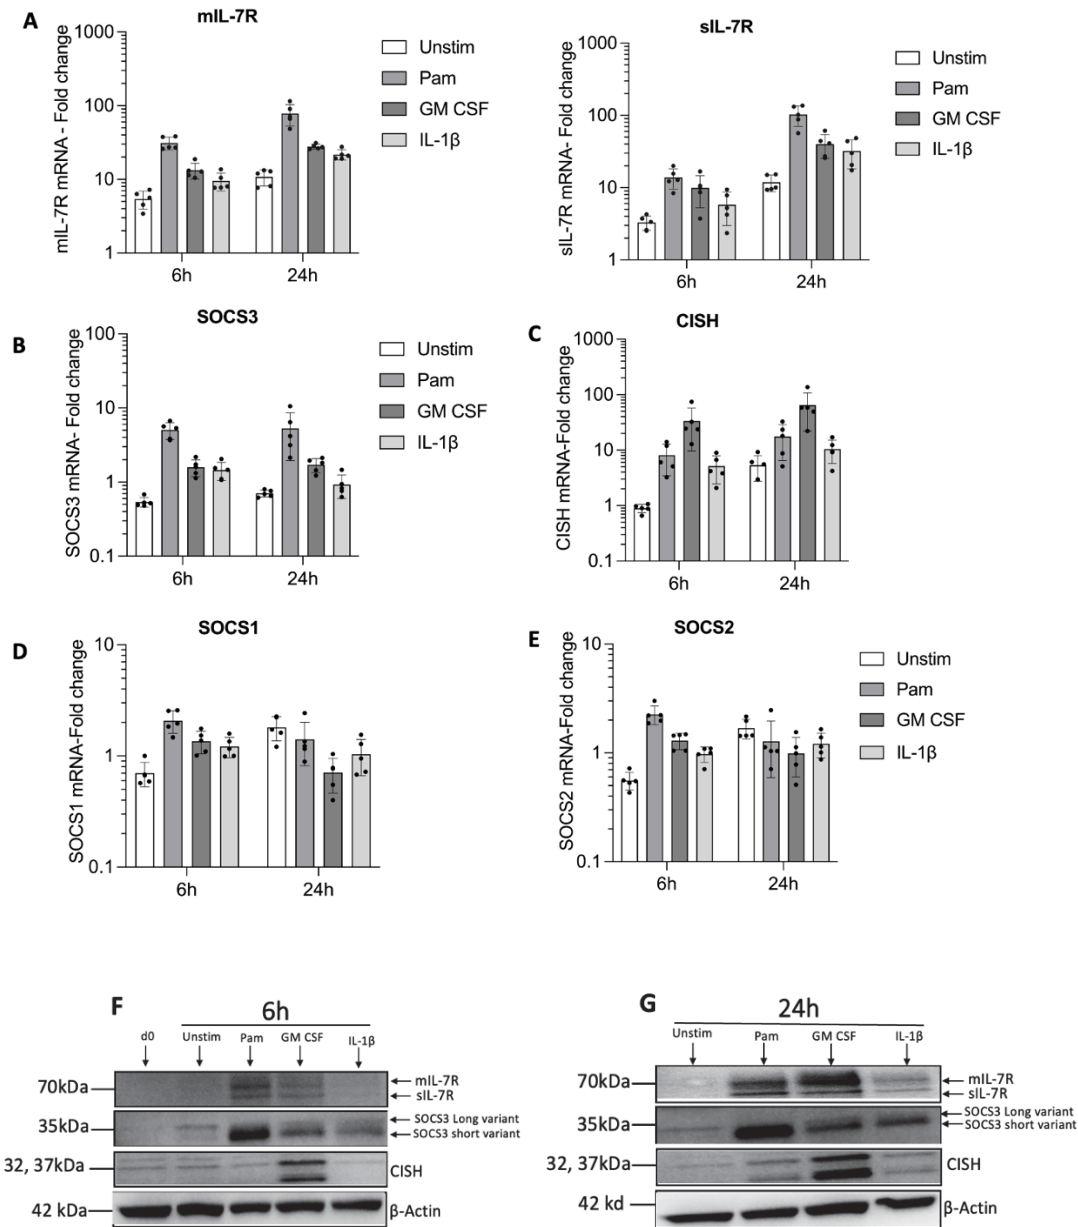 A
mIL-7R
mIL-7R mRNA - Fold change
1000
100
10
1
6h
24h
Unstim
Pam
GM CSF
IL-1β
sIL-7R
sIL-7R mRNA- Fold change
1000
100
10
1
6h
24h
Unstim
Pam
GM CSF
IL-1β
B
SOCS3
SOCS3 mRNA- Fold change
100
10
1
0.1
6h
24h
Unstim
Pam
GM CSF
IL-1β
C
CISH
CISH mRNA-Fold change
1000
100
10
1
0.1
6h
24h
D
SOCS1
SOCS1 mRNA-Fold change
10
1
0.1
6h
24h
E
SOCS2
SOCS2 mRNA-Fold change
10
1
0.1
6h
24h
Unstim
Pam
GM CSF
IL-1β
F
6h
d0 Unstim Pam GM CSF IL-1β
70kDa
mIL-7R
sIL-7R
35kDa
SOCS3 Long variant
SOCS3 short variant
32, 37kDa
CISH
42 kDa
β-Actin
G
24h
Unstim Pam GM CSF IL-1β
70kDa
mIL-7R
sIL-7R
35kDa
SOCS3 Long variant
SOCS3 short variant
32, 37kDa
CISH
42 kd
β-Actin